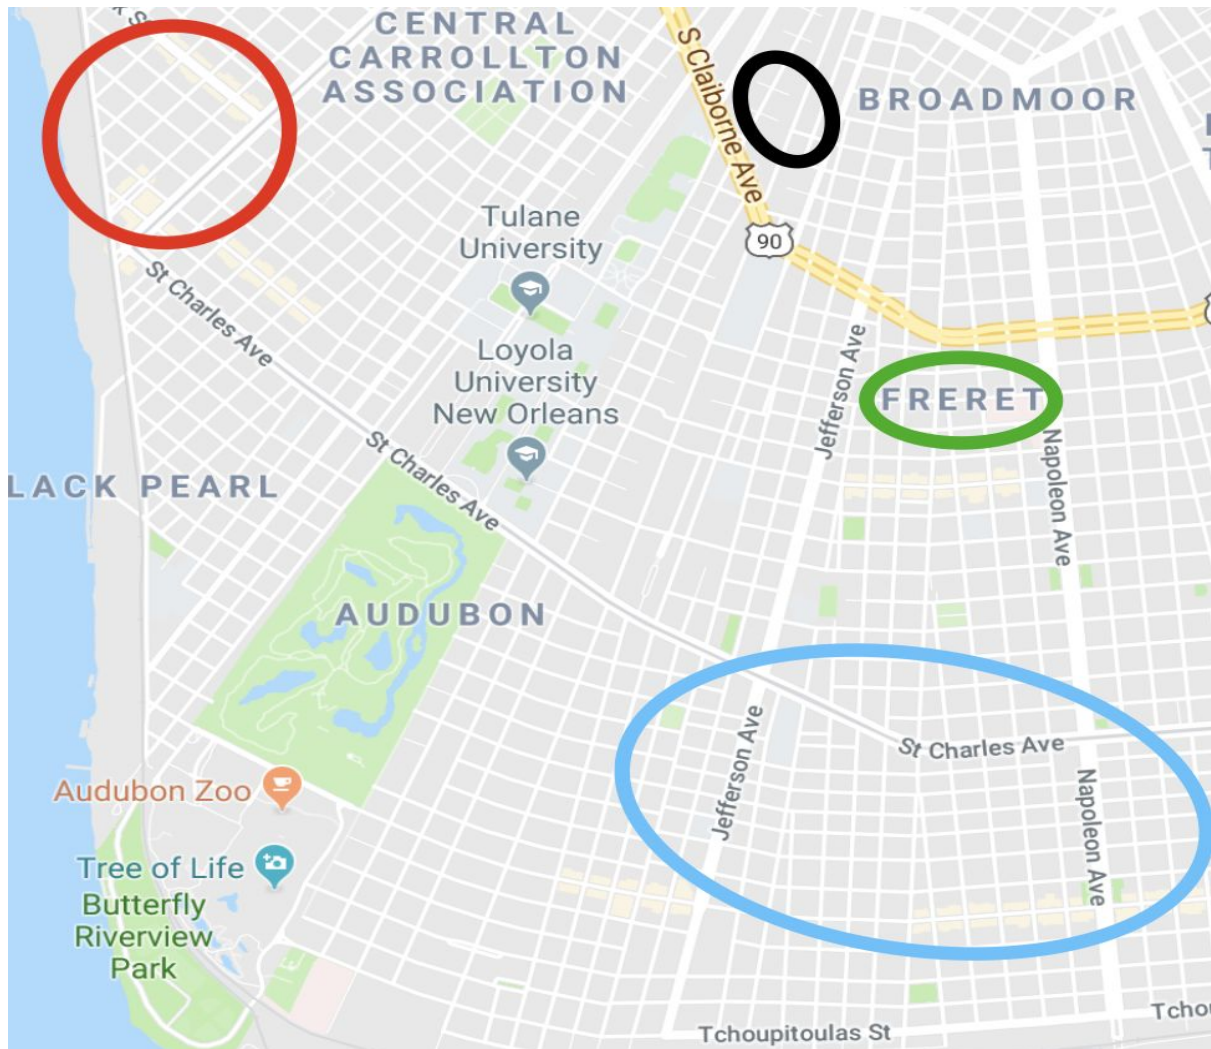 CENTRAL
CARROLLTON
ASSOCIATION
S Claiborne Ave
BROADMOOR
Tulane
University
90
St Charles Ave
Loyola
University
New Orleans
Jefferson Ave
FRERET
St Charles Ave
Napoleon Ave
LACK PEARL
AUDUBON
Jefferson Ave
St Charles Ave
Napoleon Ave
Audubon Zoo
Tree of Life
Butterfly
Riverview
Park
Tchoupitoulas St
Tchou